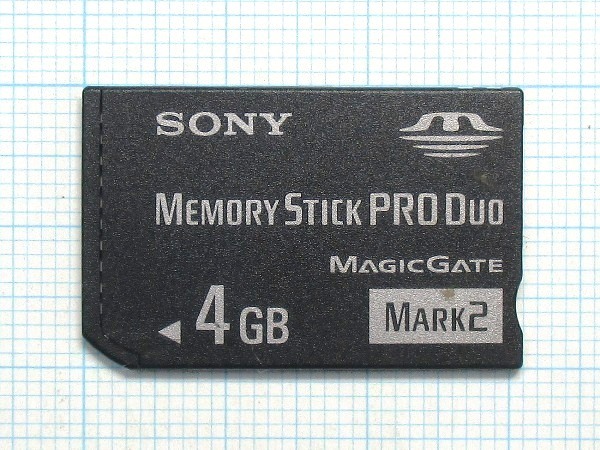 SONY
MEMORY STICK PRO DUO
MAGICGATE
4 GB
MARK2